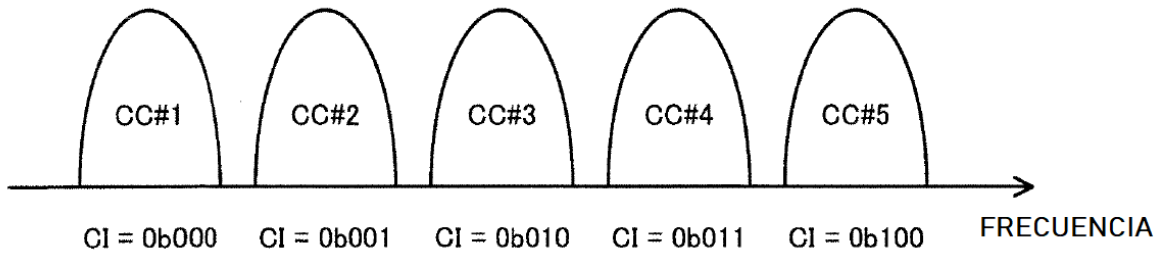 CC#1 CC#2 CC#3 CC#4 CC#5
CI = 0b000 CI = 0b001 CI = 0b010 CI = 0b011 CI = 0b100 FRECUENCIA